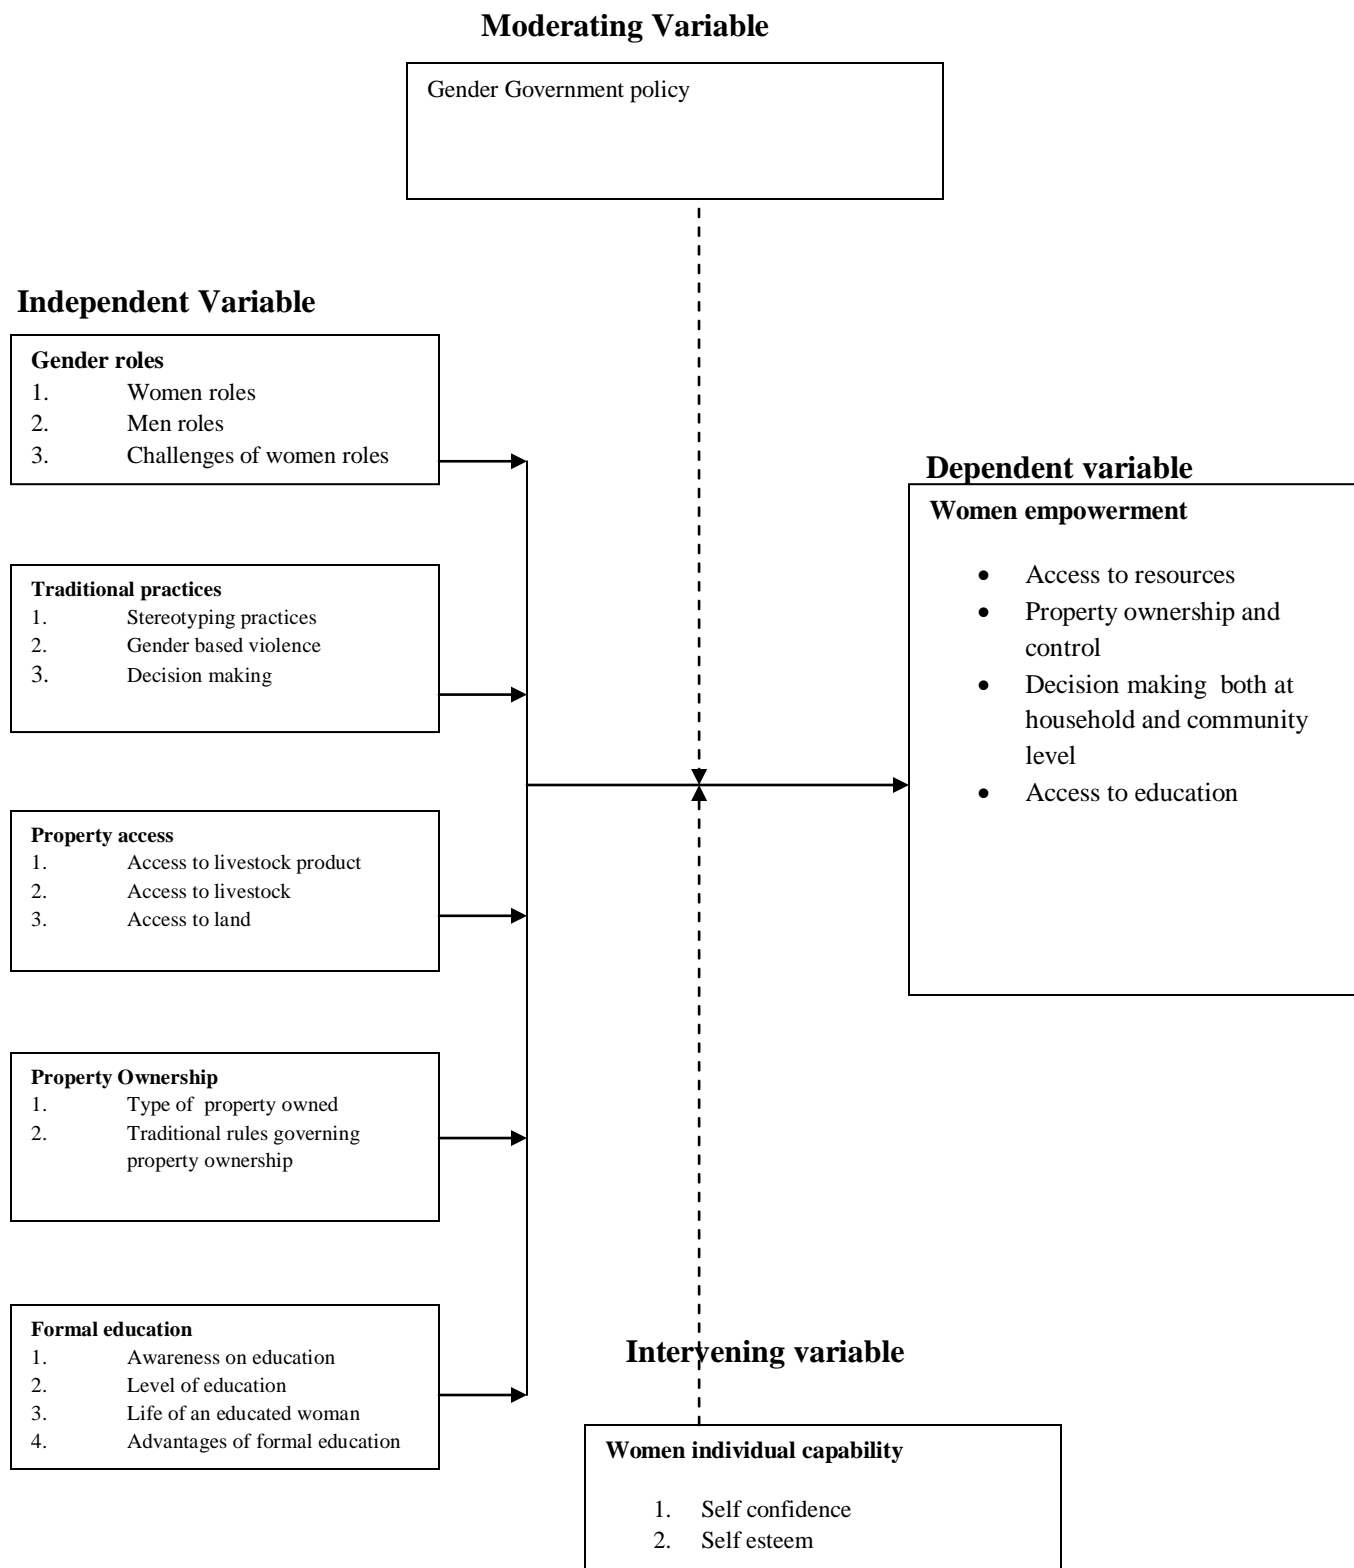 Moderating Variable
Gender Government policy
Independent Variable
Gender roles
1. Women roles
2. Men roles
3. Challenges of women roles
Traditional practices
1. Stereotyping practices
2. Gender based violence
3. Decision making
Property access
1. Access to livestock product
2. Access to livestock
3. Access to land
Property Ownership
1. Type of property owned
2. Traditional rules governing
property ownership
Formal education
1. Awareness on education
2. Level of education
3. Life of an educated woman
4. Advantages of formal education
Dependent variable
Women empowerment
• Access to resources
• Property ownership and
control
• Decision making both at
household and community
level
• Access to education
Intervening variable
Women individual capability
1. Self confidence
2. Self esteem